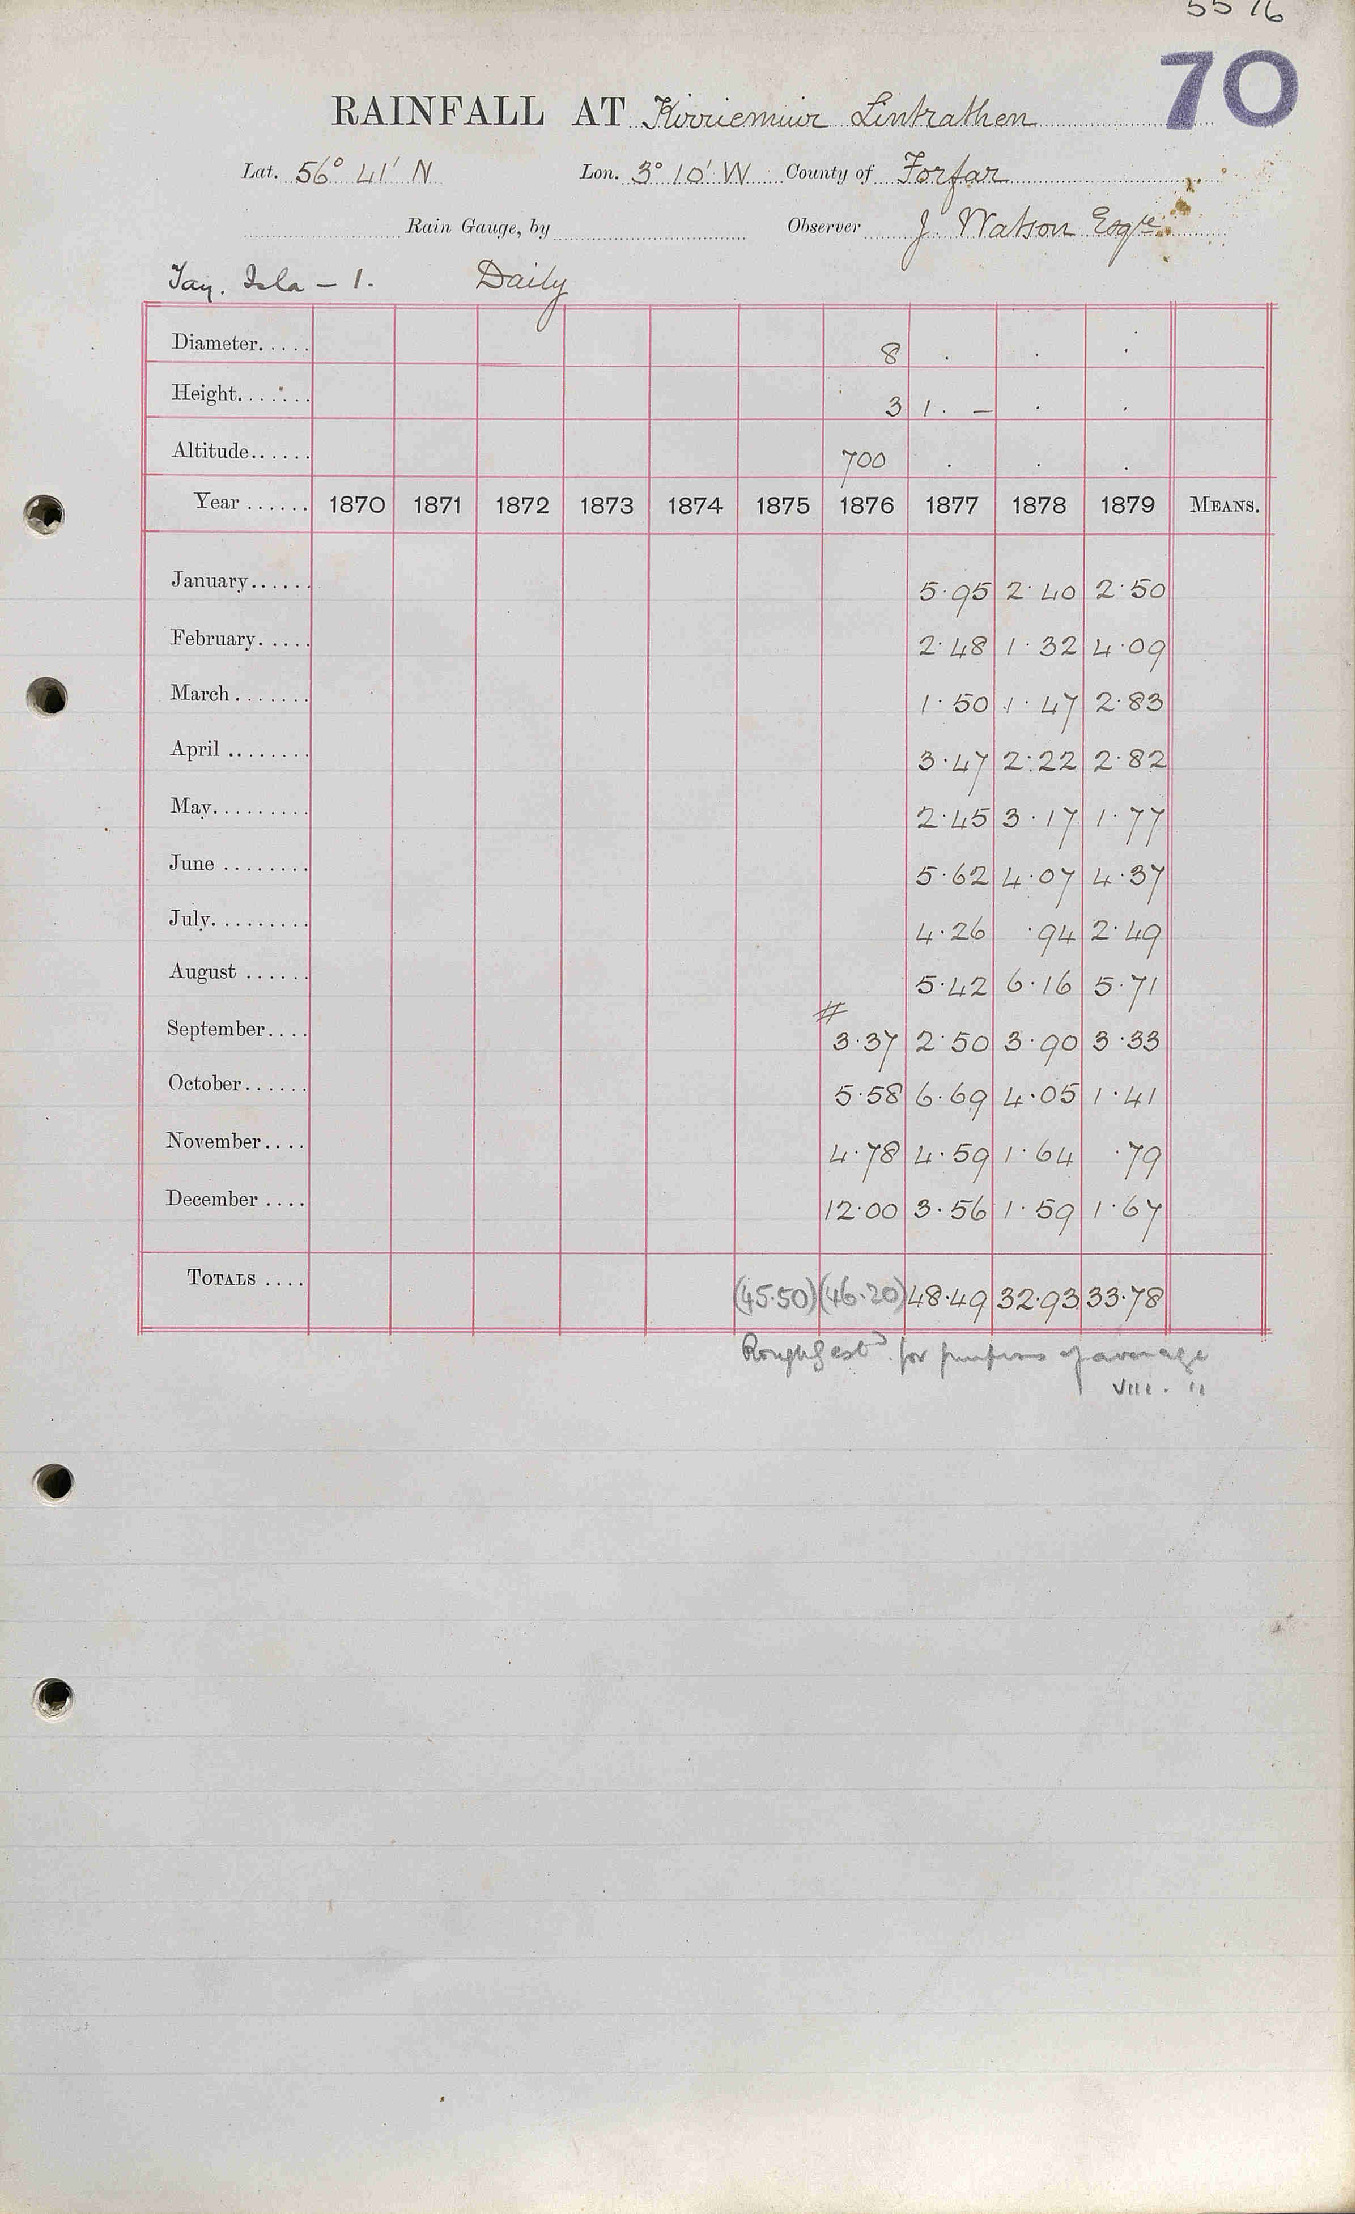 55 16
70
RAINFALL AT Kirriemuir Lintrathen
Lat. 56° 41' N Lon. 3° 10' W County of Forfar
Rain Gauge, by Observer J. Watson Esqre
Tay. Isla - 1. Daily
Diameter..... 8 . . .
Height....... 3 1. — . .
Altitude...... 700 . . .
Year ...... 1870 1871 1872 1873 1874 1875 1876 1877 1878 1879 MEANS.
January...... 5.95 2.40 2.50
February..... 2.48 1.32 4.09
March ....... 1.50 1.47 2.83
April ........ 3.47 2.22 2.82
May......... 2.45 3.17 1.77
June ........ 5.62 4.07 4.37
July......... 4.26 .94 2.49
August ...... 5.42 6.16 5.71
#
September.... 3.37 2.50 3.90 3.33
October...... 5.58 6.69 4.05 1.41
November.... 4.78 4.59 1.64 .79
December .... 12.00 3.56 1.59 1.67
TOTALS .... (45.50) (46.20) 48.49 32.93 33.78
Rough est^d. for purposes of average
VIII. 11